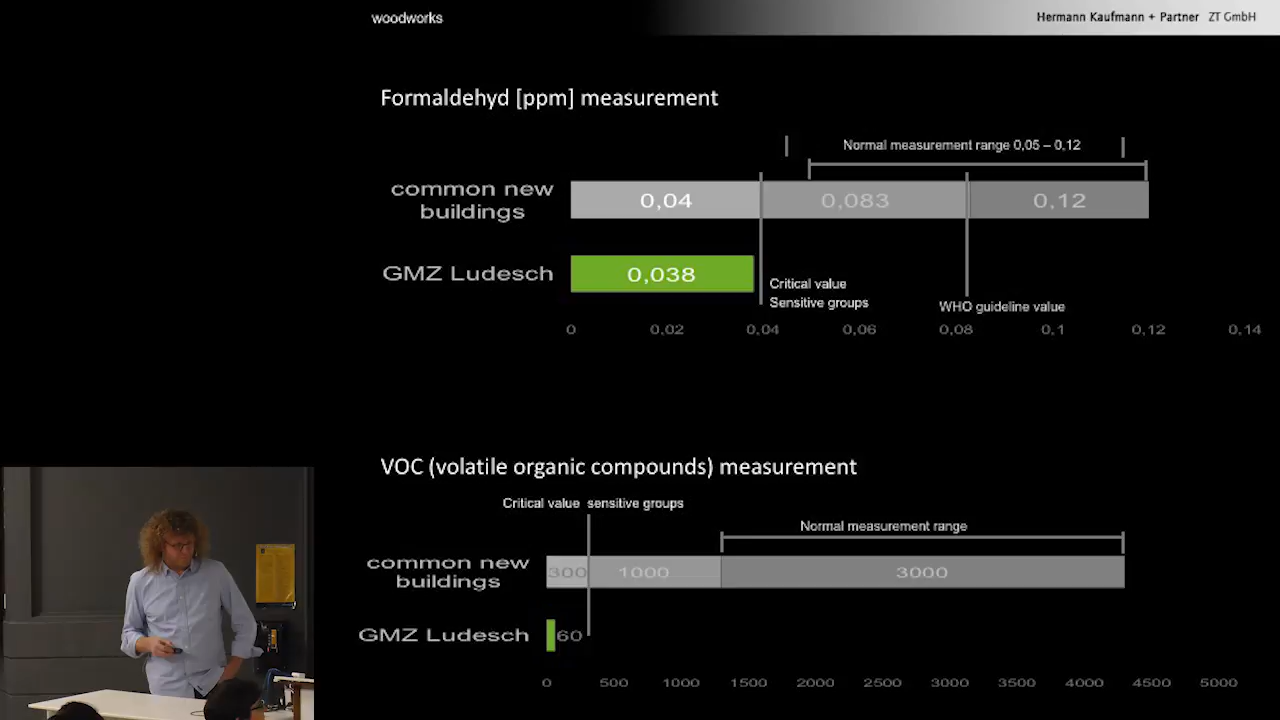 woodworks
Hermann Kaufmann + Partner ZT GmbH
Formaldehyd [ppm] measurement
Normal measurement range 0,05 – 0,12
common new
buildings
0,04
0,083
0,12
GMZ Ludesch
0,038
Critical value
Sensitive groups
WHO guideline value
0
0,02
0,04
0,06
0,08
0,1
0,12
0,14
VOC (volatile organic compounds) measurement
Critical value sensitive groups
Normal measurement range
common new
buildings
300
1000
3000
GMZ Ludesch
60
0
500
1000
1500
2000
2500
3000
3500
4000
4500
5000